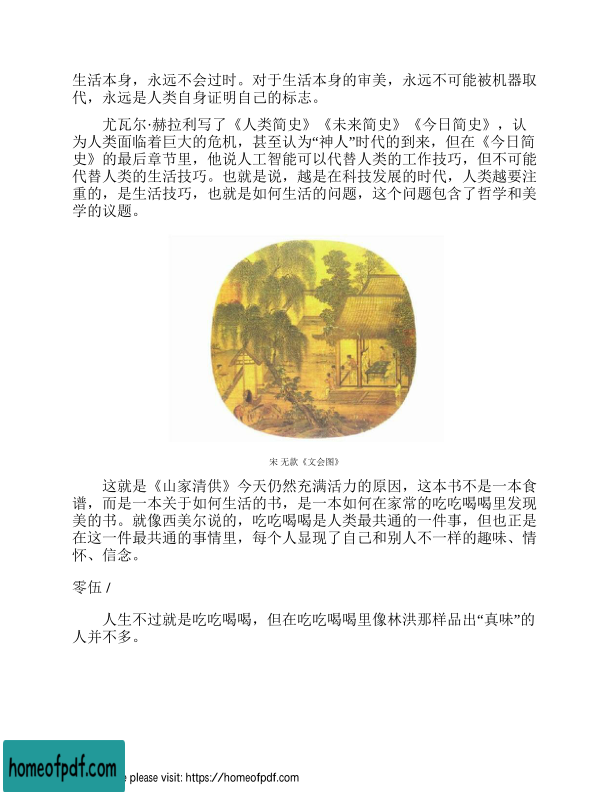 生活本身，永远不会过时。对于生活本身的审美，永远不可能被机器取
代，永远是人类自身证明自己的标志。
尤瓦尔·赫拉利写了《人类简史》《未来简史》《今日简史》，认
为人类面临着巨大的危机，甚至认为“神人”时代的到来，但在《今日简
史》的最后章节里，他说人工智能可以代替人类的工作技巧，但不可能
代替人类的生活技巧。也就是说，越是在科技发展的时代，人类越要注
重的，是生活技巧，也就是如何生活的问题，这个问题包含了哲学和美
学的议题。
宋 无款《文会图》
这就是《山家清供》今天仍然充满活力的原因，这本书不是一本食
谱，而是一本关于如何生活的书，是一本如何在家常的吃吃喝喝里发现
美的书。就像西美尔说的，吃吃喝喝是人类最共通的一件事，但也正是
在这一件最共通的事情里，每个人显现了自己和别人不一样的趣味、情
怀、信念。
零伍 /
人生不过就是吃吃喝喝，但在吃吃喝喝里像林洪那样品出“真味”的
人并不多。
homeofpdf.com
please visit: https://homeofpdf.com